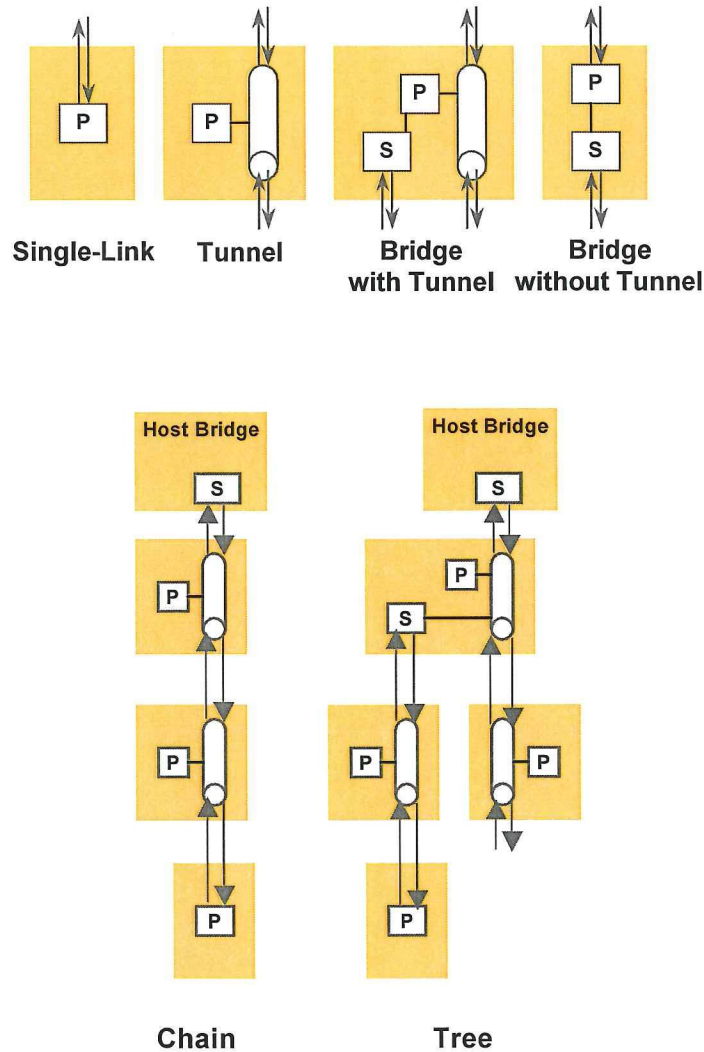 P
P
P
S
P
S
Single-Link
Tunnel
Bridge
with Tunnel
Bridge
without Tunnel
Host Bridge
S
P
P
P
Chain
Host Bridge
S
P
S
P
P
P
Tree